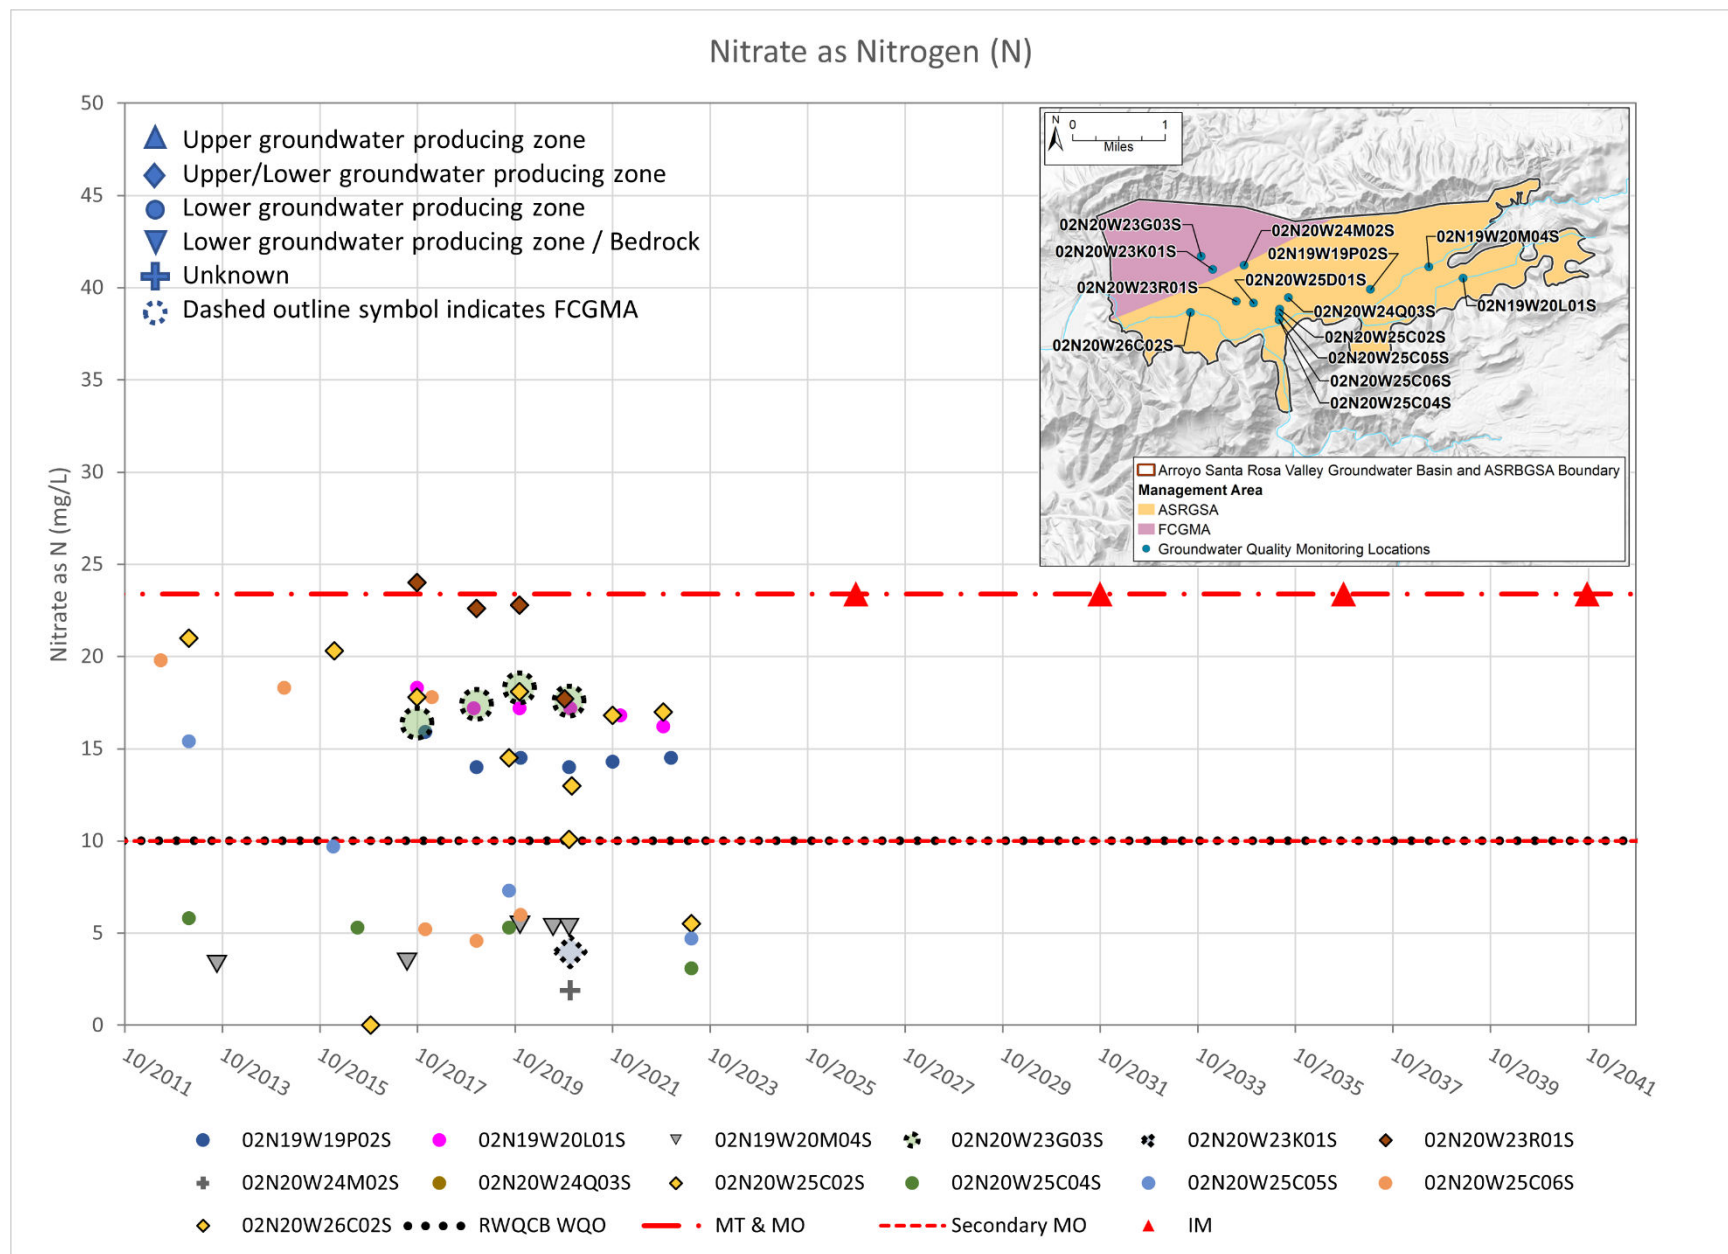 Nitrate as Nitrogen (N)
Nitrate as N (mg/L)
50
45
40
35
30
25
20
15
10
5
0
Upper groundwater producing zone
Upper/Lower groundwater producing zone
Lower groundwater producing zone
Lower groundwater producing zone / Bedrock
Unknown
Dashed outline symbol indicates FCGMA
N
0 1
Miles
02N20W23G03S
02N20W24M02S
02N19W20M04S
02N20W23K01S
02N19W19P02S
02N20W25D01S
02N20W23R01S
02N19W20L01S
02N20W24Q03S
02N20W25C02S
02N20W26C02S
02N20W25C05S
02N20W25C06S
02N20W25C04S
Arroyo Santa Rosa Valley Groundwater Basin and ASRBGSA Boundary
Management Area
ASRGSA
FCGMA
Groundwater Quality Monitoring Locations
10/2011 10/2013 10/2015 10/2017 10/2019 10/2021 10/2023 10/2025 10/2027 10/2029 10/2031 10/2033 10/2035 10/2037 10/2039 10/2041
02N19W19P02S 02N19W20L01S 02N19W20M04S 02N20W23G03S 02N20W23K01S 02N20W23R01S
02N20W24M02S 02N20W24Q03S 02N20W25C02S 02N20W25C04S 02N20W25C05S 02N20W25C06S
02N20W26C02S RWQCB WQO MT & MO Secondary MO IM